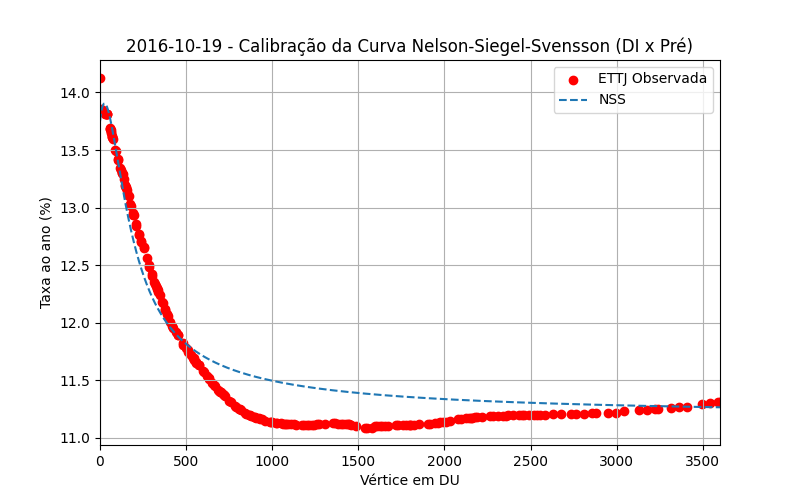 2016-10-19 - Calibração da Curva Nelson-Siegel-Svensson (DI x Pré)
ETTJ Observada
NSS
Taxa ao ano (%)
14.0
13.5
13.0
12.5
12.0
11.5
11.0
0 500 1000 1500 2000 2500 3000 3500
Vértice em DU